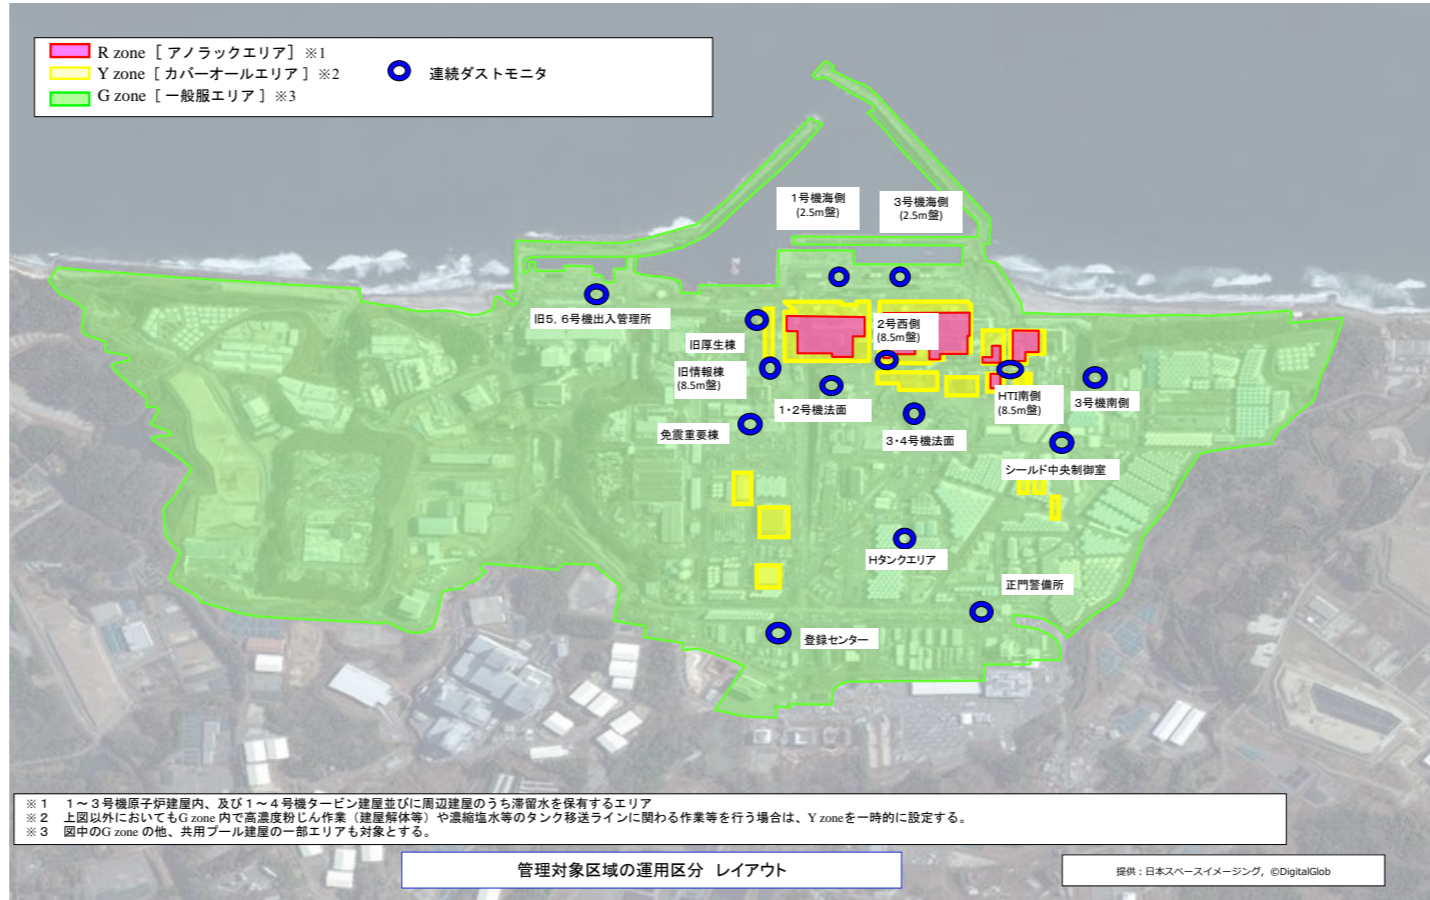 R zone [ アノラックエリア] ※1
Y zone [ カバーオールエリア ] ※2
G zone [ 一般服エリア ] ※3
連続ダストモニタ
1号機海側
(2.5m盤)
3号機海側
(2.5m盤)
旧5．6号機出入管理所
旧厚生棟
2号西側
(8.5m盤)
旧情報棟
(8.5m盤)
1・2号機法面
HTI南側
(8.5m盤)
3号機南側
免震重要棟
3・4号機法面
シールド中央制御室
Hタンクエリア
正門警備所
登録センター
※１　１～３号機原子炉建屋内、及び１～４号機タービン建屋並びに周辺建屋のうち滞留水を保有するエリア
※２　上図以外においてもG zone 内で高濃度粉じん作業（建屋解体等）や濃縮塩水等のタンク移送ラインに関わる作業等を行う場合は、Y zoneを一時的に設定する。
※３　図中のG zone の他、共用プール建屋の一部エリアも対象とする。
管理対象区域の運用区分　レイアウト
提供：日本スペースイメージング，©DigitalGlob